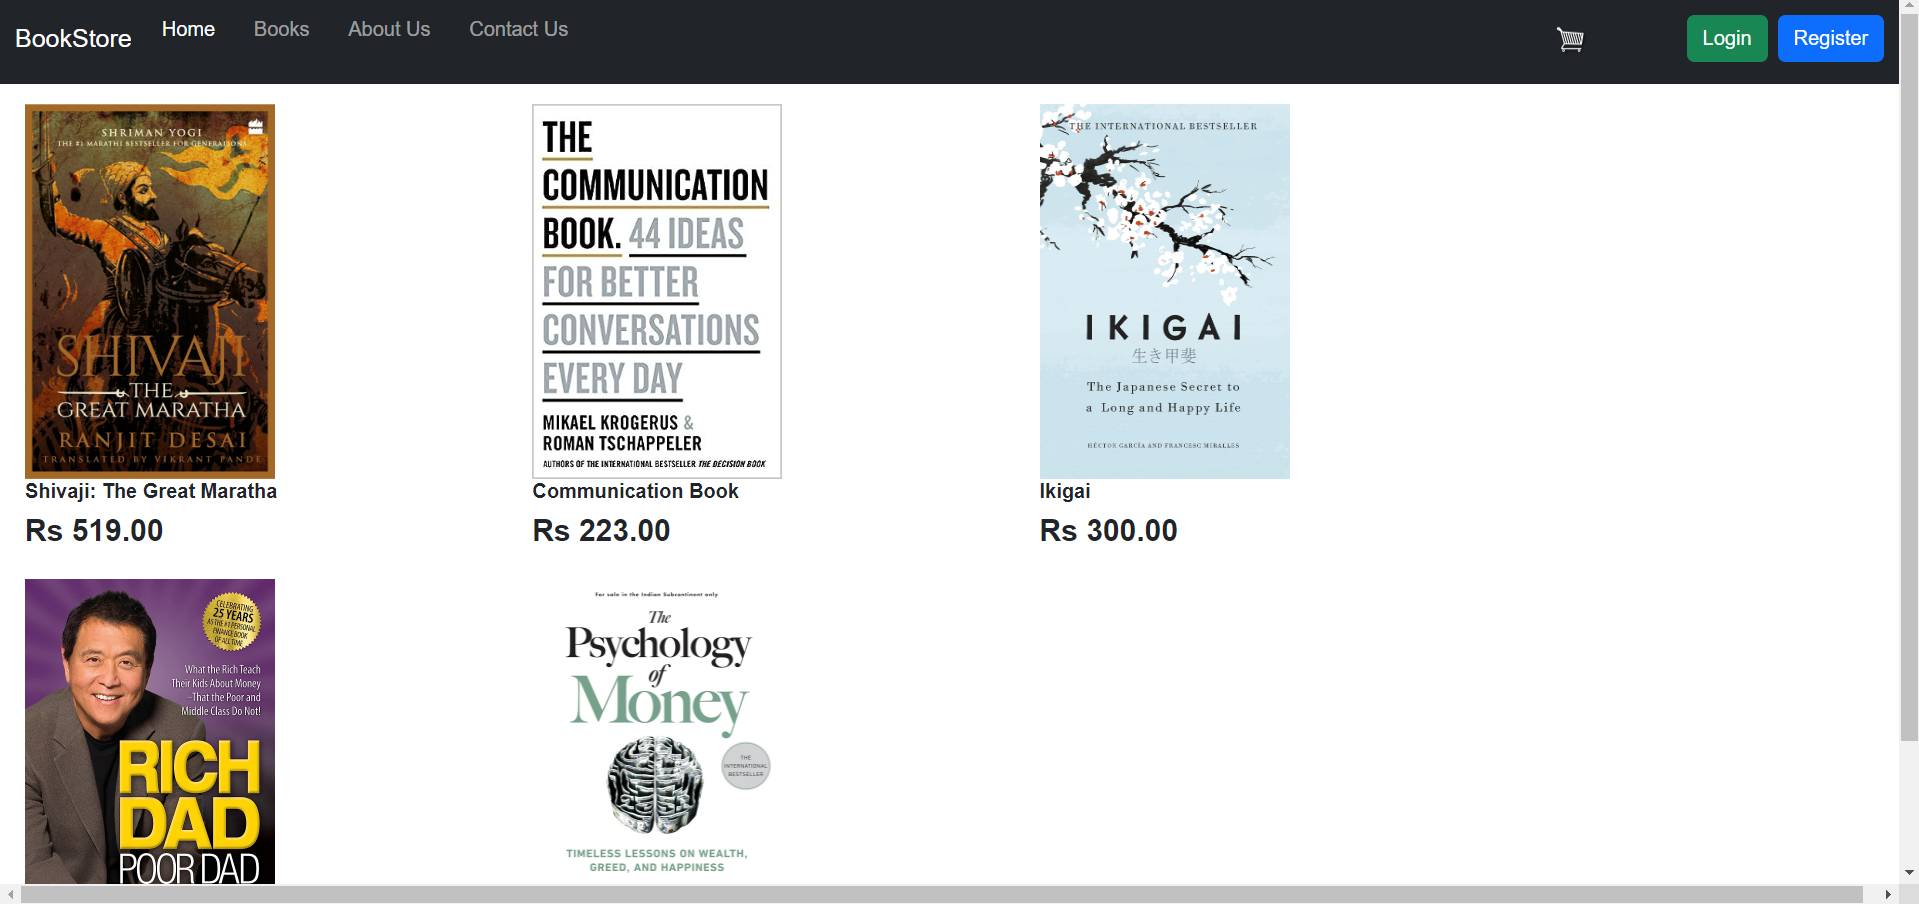 BookStore
Home
Books
About Us
Contact Us
Login
Register
SHRIMAN YOGI
THE #1 MARATHI BESTSELLER FOR GENERATIONS
SHIVAJI
THE
GREAT MARATHA
RANJIT DESAI
TRANSLATED BY VIKRANT PANDE
Shivaji: The Great Maratha
Rs 519.00
THE
COMMUNICATION
BOOK. 44 IDEAS
FOR BETTER
CONVERSATIONS
EVERY DAY
MIKAEL KROGERUS &
ROMAN TSCHAPPELER
AUTHORS OF THE INTERNATIONAL BESTSELLER THE DECISION BOOK
Communication Book
Rs 223.00
THE INTERNATIONAL BESTSELLER
IKIGAI
生き甲斐
The Japanese Secret to
a Long and Happy Life
HÉCTOR GARCÍA AND FRANCESC MIRALLES
Ikigai
Rs 300.00
CELEBRATING
25 YEARS
AS THE #1 PERSONAL
FINANCE BOOK
OF ALL TIME
What the Rich Teach
Their Kids About Money
–That the Poor and
Middle Class Do Not!
RICH
DAD
POOR DAD
For sale in the Indian Subcontinent only
The
Psychology
of
Money
THE
INTERNATIONAL
BESTSELLER
TIMELESS LESSONS ON WEALTH,
GREED, AND HAPPINESS